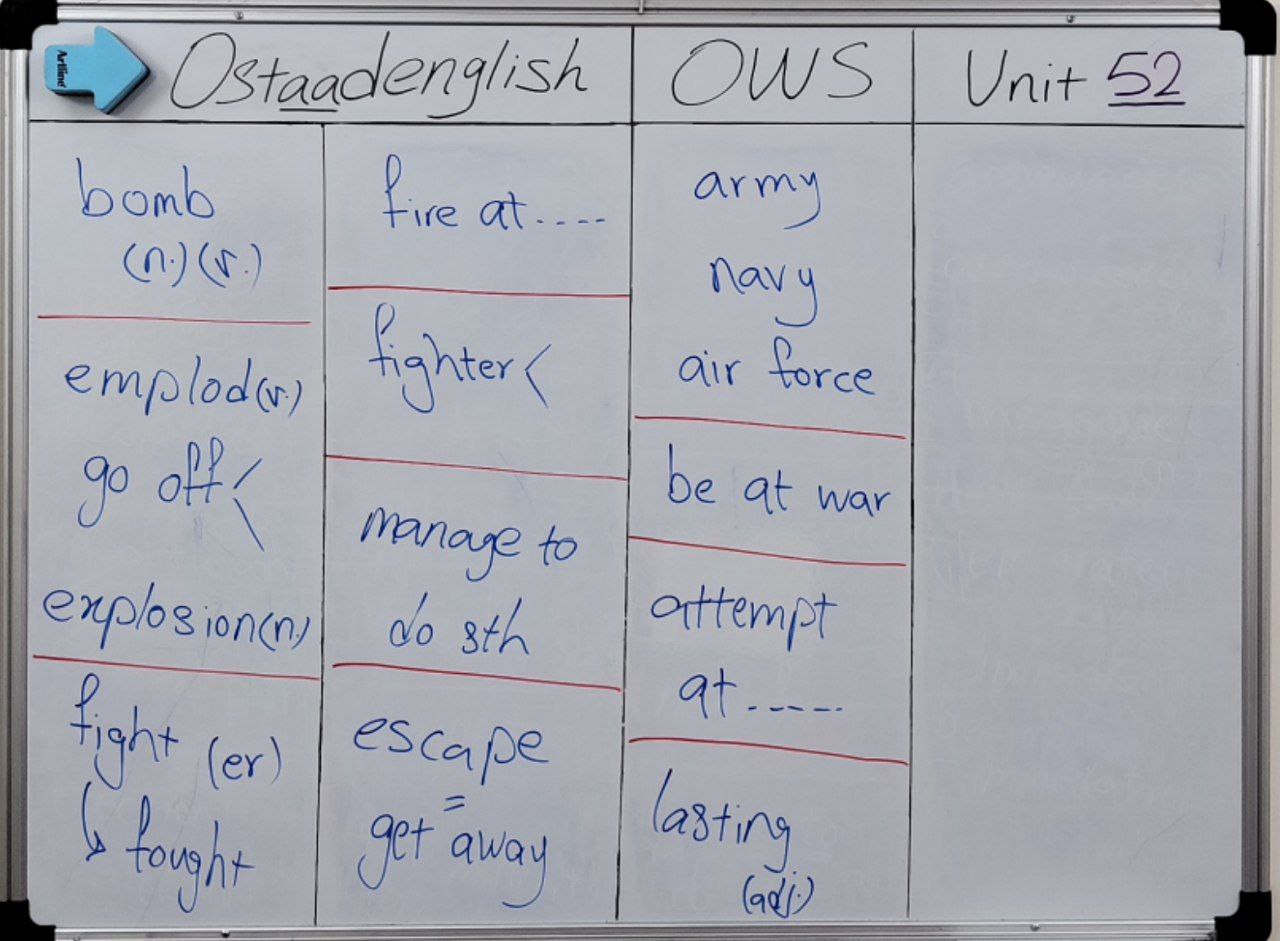 Artline
Ostaadenglish
OWS
Unit 52
bomb
(n.) (v.)
emplod(v.)
go off
explosion(n.)
fight (er)
↳ fought
fire at....
fighter
manage to
do sth
escape
=
get away
army
navy
air force
be at war
attempt
at.....
lasting
(adj.)